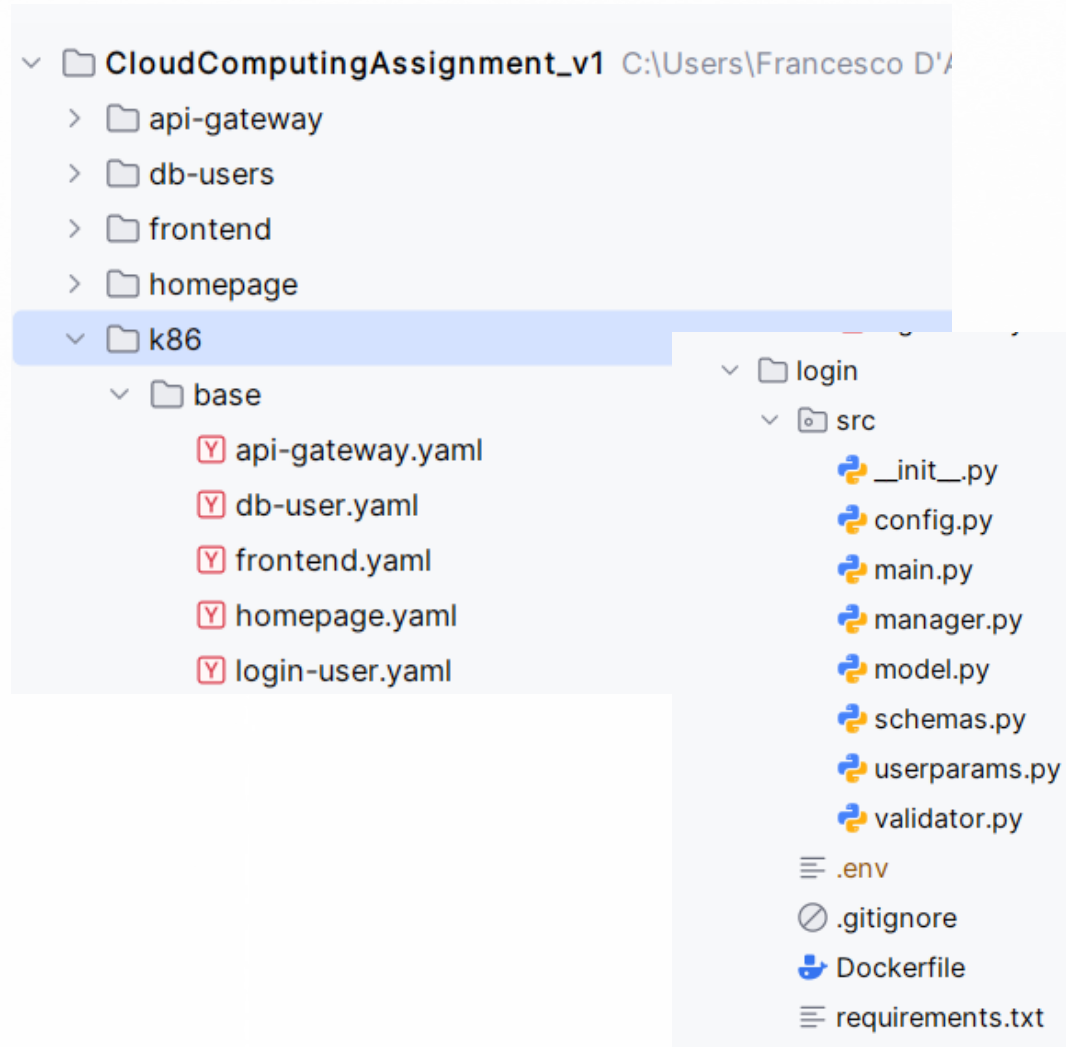 CloudComputingAssignment_v1 C:\Users\Francesco D'
api-gateway
db-users
frontend
homepage
k86
base
api-gateway.yaml
db-user.yaml
frontend.yaml
homepage.yaml
login-user.yaml
login
src
__init__.py
config.py
main.py
manager.py
model.py
schemas.py
userparams.py
validator.py
.env
.gitignore
Dockerfile
requirements.txt